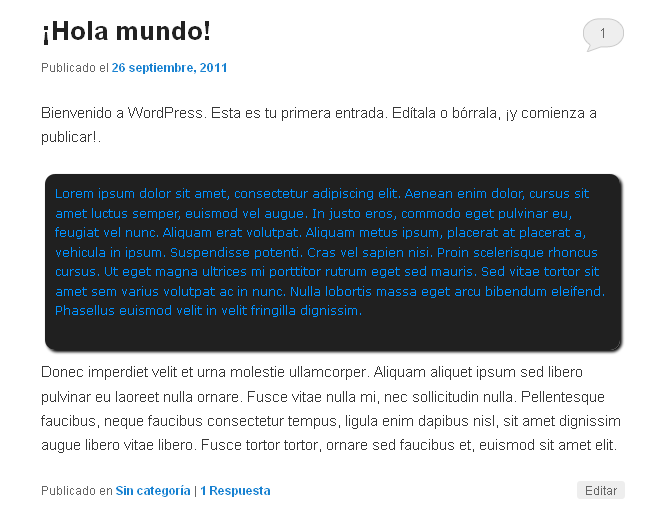 ¡Hola mundo!
1
Publicado el 26 septiembre, 2011
Bienvenido a WordPress. Esta es tu primera entrada. Edítala o bórrala, ¡y comienza a
publicar!.
Lorem ipsum dolor sit amet, consectetur adipiscing elit. Aenean enim dolor, cursus sit
amet luctus semper, euismod vel augue. In justo eros, commodo eget pulvinar eu,
feugiat vel nunc. Aliquam erat volutpat. Aliquam metus ipsum, placerat at placerat a,
vehicula in ipsum. Suspendisse potenti. Cras vel sapien nisi. Proin scelerisque rhoncus
cursus. Ut eget magna ultrices mi porttitor rutrum eget sed mauris. Sed vitae tortor sit
amet sem varius volutpat ac in nunc. Nulla lobortis massa eget arcu bibendum eleifend.
Phasellus euismod velit in velit fringilla dignissim.
Donec imperdiet velit et urna molestie ullamcorper. Aliquam aliquet ipsum sed libero
pulvinar eu laoreet nulla ornare. Fusce vitae nulla mi, nec sollicitudin nulla. Pellentesque
faucibus, neque faucibus consectetur tempus, ligula enim dapibus nisl, sit amet dignissim
augue libero vitae libero. Fusce tortor tortor, ornare sed faucibus et, euismod sit amet elit.
Publicado en Sin categoría | 1 Respuesta
Editar